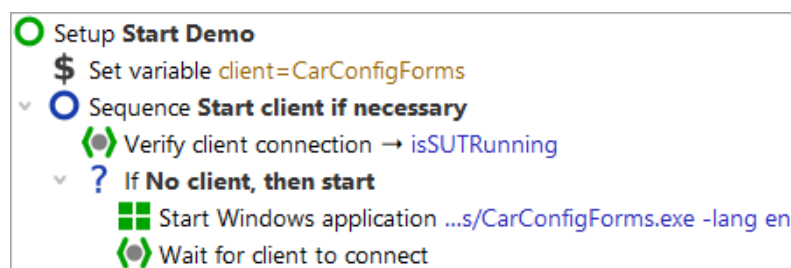 Setup Start Demo
$ Set variable client=CarConfigForms
Sequence Start client if necessary
Verify client connection → isSUTRunning
? If No client, then start
Start Windows application ...s/CarConfigForms.exe -lang en
Wait for client to connect